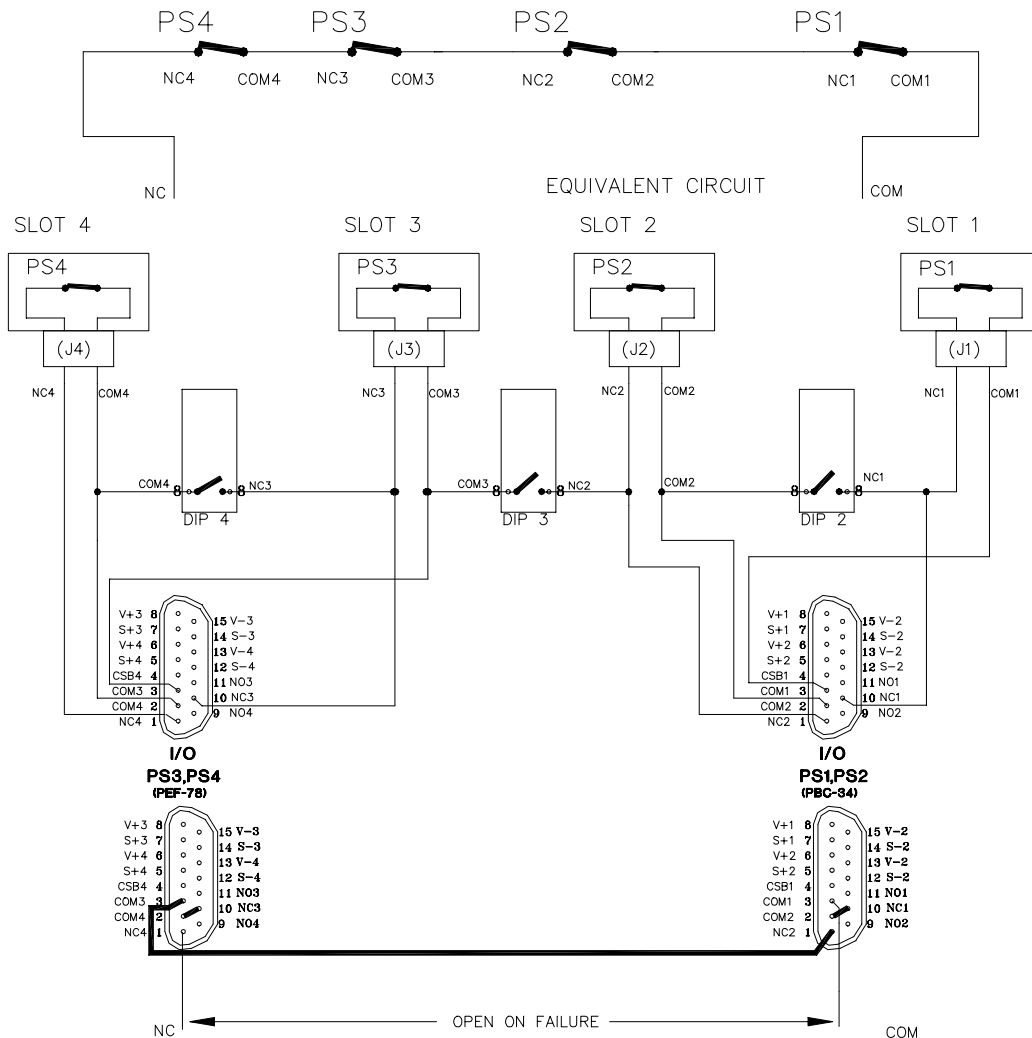 PS4 PS3 PS2 PS1
NC4 COM4 NC3 COM3 NC2 COM2 NC1 COM1
NC COM
EQUIVALENT CIRCUIT
SLOT 4 SLOT 3 SLOT 2 SLOT 1
PS4 PS3 PS2 PS1
(J4) (J3) (J2) (J1)
NC4 COM4 NC3 COM3 NC2 COM2 NC1 COM1
COM4 8 8 NC3 COM3 8 8 NC2 COM2 8 8 NC1
DIP 4 DIP 3 DIP 2
V+3 8
S+3 7
V+4 6
S+4 5
CSB4 4
COM3 3
COM4 2
NC4 1
15 V-3
14 S-3
13 V-4
12 S-4
11 NO3
10 NC3
9 NO4
I/O
PS3,PS4
(PEF-78)
V+1 8
S+1 7
V+2 6
S+2 5
CSB1 4
COM1 3
COM2 2
NC2 1
15 V-2
14 S-2
13 V-2
12 S-2
11 NO1
10 NC1
9 NO2
I/O
PS1,PS2
(PBC-34)
V+3 8
S+3 7
V+4 6
S+4 5
CSB4 4
COM3 3
COM4 2
NC4 1
15 V-3
14 S-3
13 V-4
12 S-4
11 NO3
10 NC3
9 NO4
V+1 8
S+1 7
V+2 6
S+2 5
CSB1 4
COM1 3
COM2 2
NC2 1
15 V-2
14 S-2
13 V-2
12 S-2
11 NO1
10 NC1
9 NO2
NC OPEN ON FAILURE COM